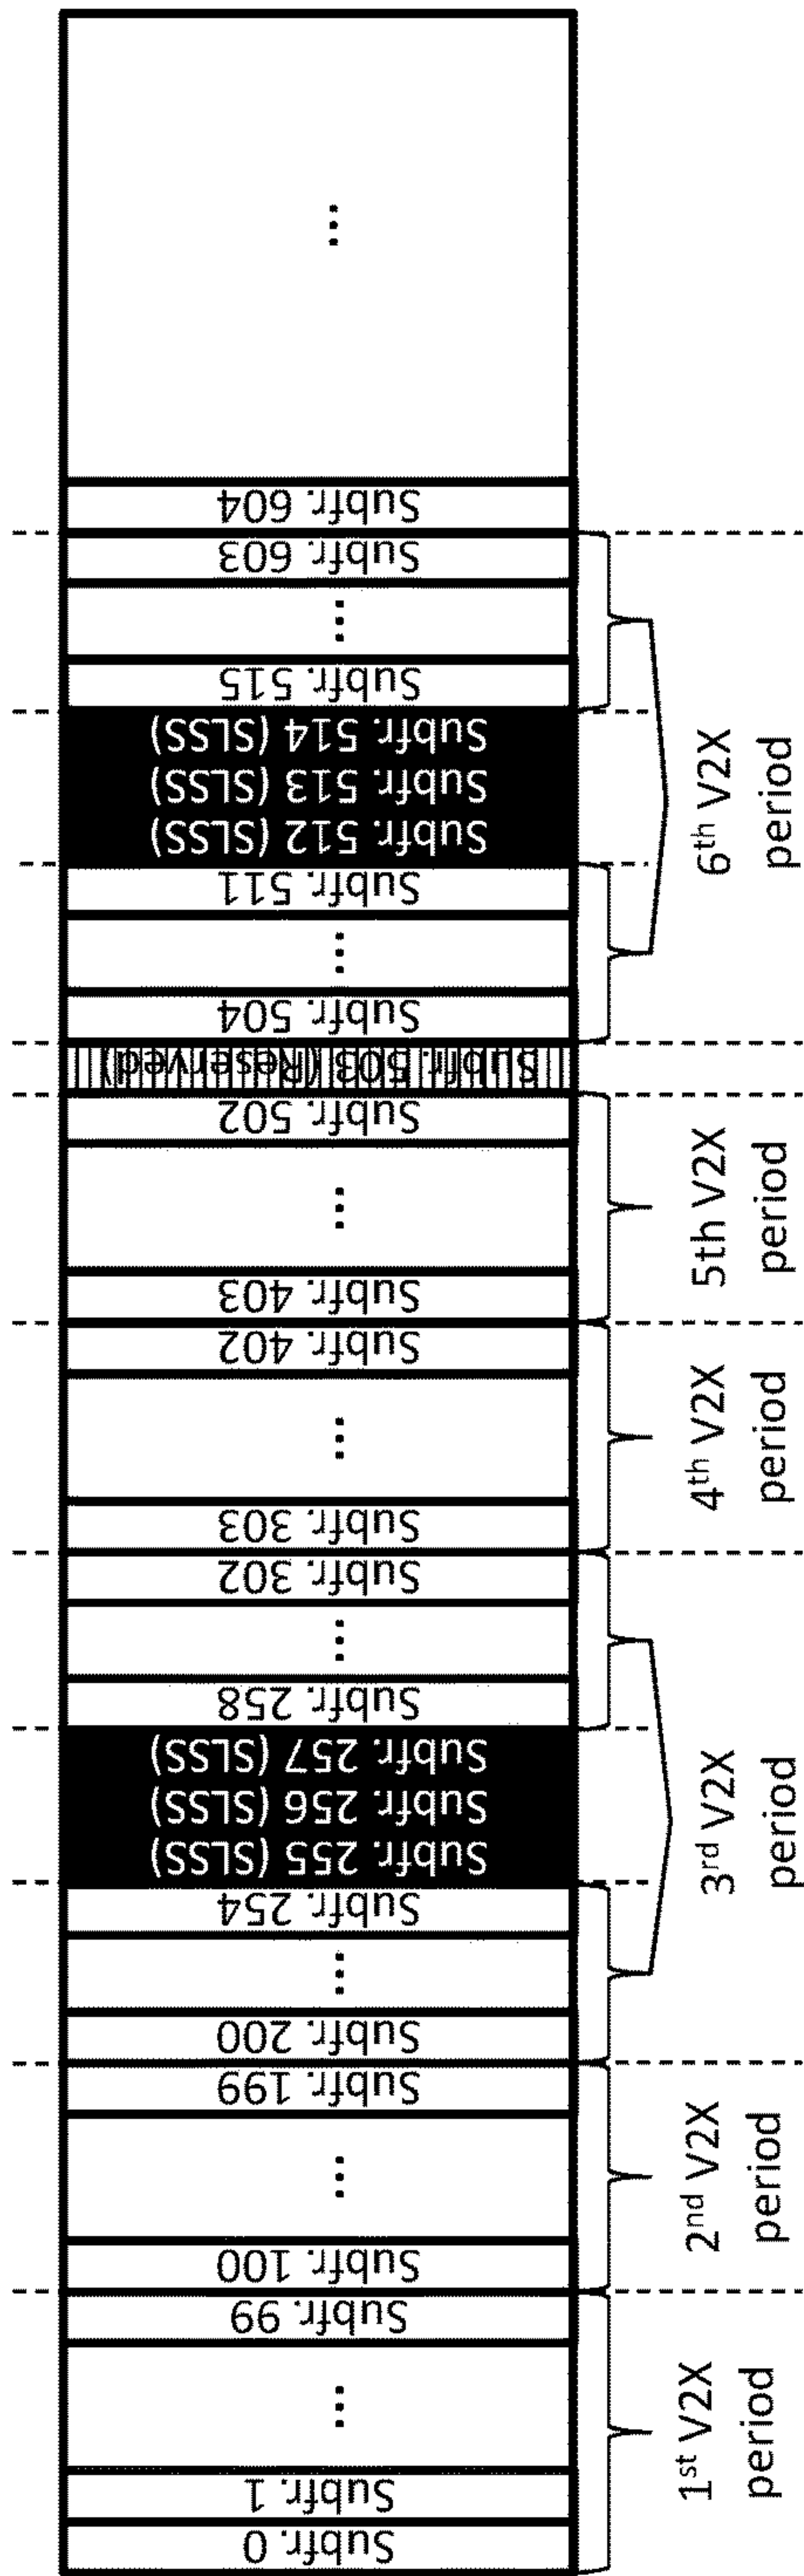 Subfr. 0
Subfr. 1
...
Subfr. 99
Subfr. 100
...
Subfr. 199
Subfr. 200
...
Subfr. 254
Subfr. 255 (SLSS)
Subfr. 256 (SLSS)
Subfr. 257 (SLSS)
Subfr. 258
...
Subfr. 302
Subfr. 303
...
Subfr. 402
Subfr. 403
...
Subfr. 502
Subfr. 503 (Reserved)
Subfr. 504
...
Subfr. 511
Subfr. 512 (SLSS)
Subfr. 513 (SLSS)
Subfr. 514 (SLSS)
Subfr. 515
...
Subfr. 603
Subfr. 604
...
1st V2X
period
2nd V2X
period
3rd V2X
period
4th V2X
period
5th V2X
period
6th V2X
period